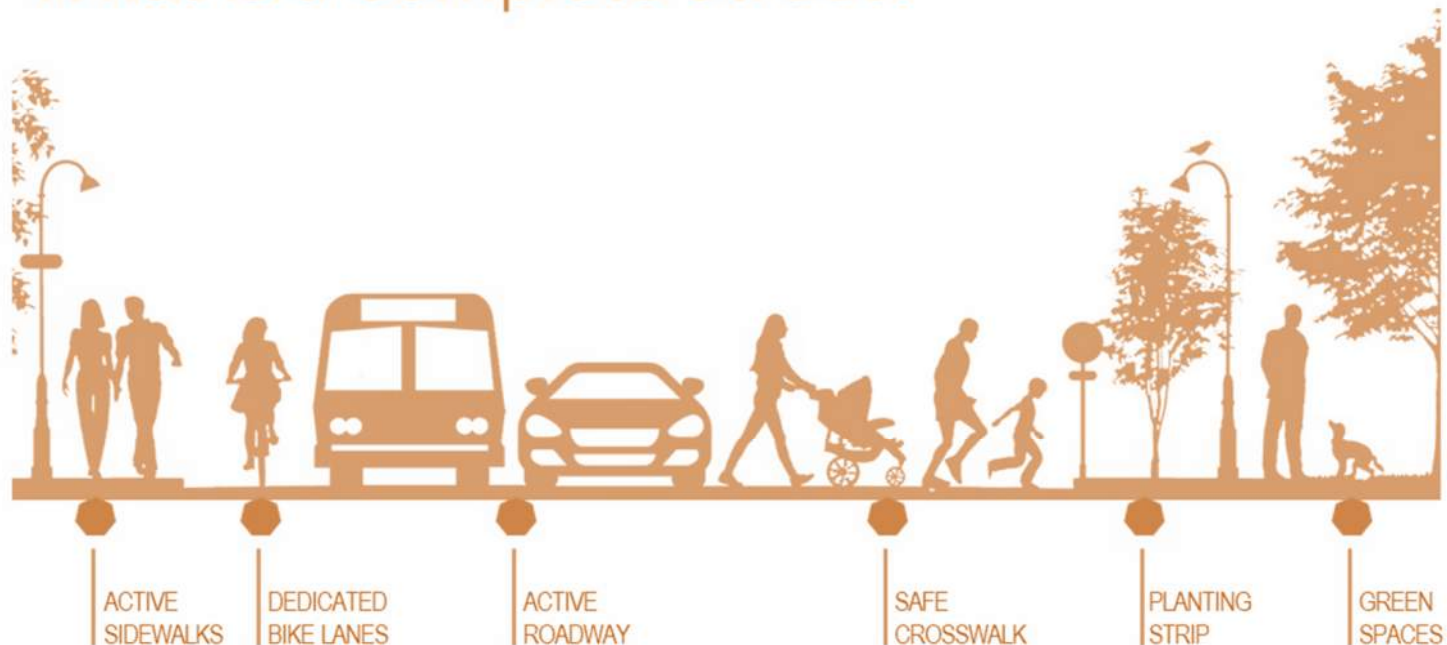 ACTIVE
SIDEWALKS
DEDICATED
BIKE LANES
ACTIVE
ROADWAY
SAFE
CROSSWALK
PLANTING
STRIP
GREEN
SPACES